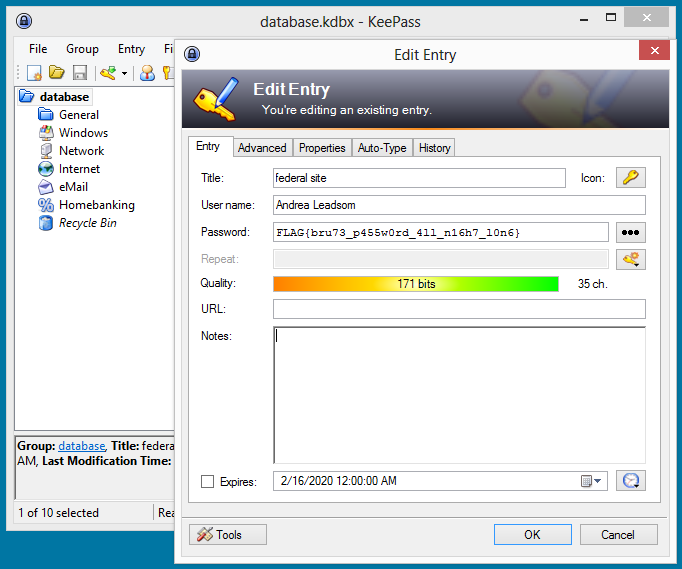 database.kdbx - KeePass
File Group Entry
database
General
Windows
Network
Internet
eMail
Homebanking
Recycle Bin
Group: database, Title: federa
AM, Last Modification Time:
1 of 10 selected
Edit Entry
Edit Entry
You're editing an existing entry.
Entry Advanced Properties Auto-Type History
Title: federal site Icon:
User name: Andrea Leadsom
Password: FLAG{bru73_p455w0rd_4ll_n16h7_l0n6}
Repeat:
Quality: 171 bits 35 ch.
URL:
Notes:
Expires: 2/16/2020 12:00:00 AM
Tools OK Cancel